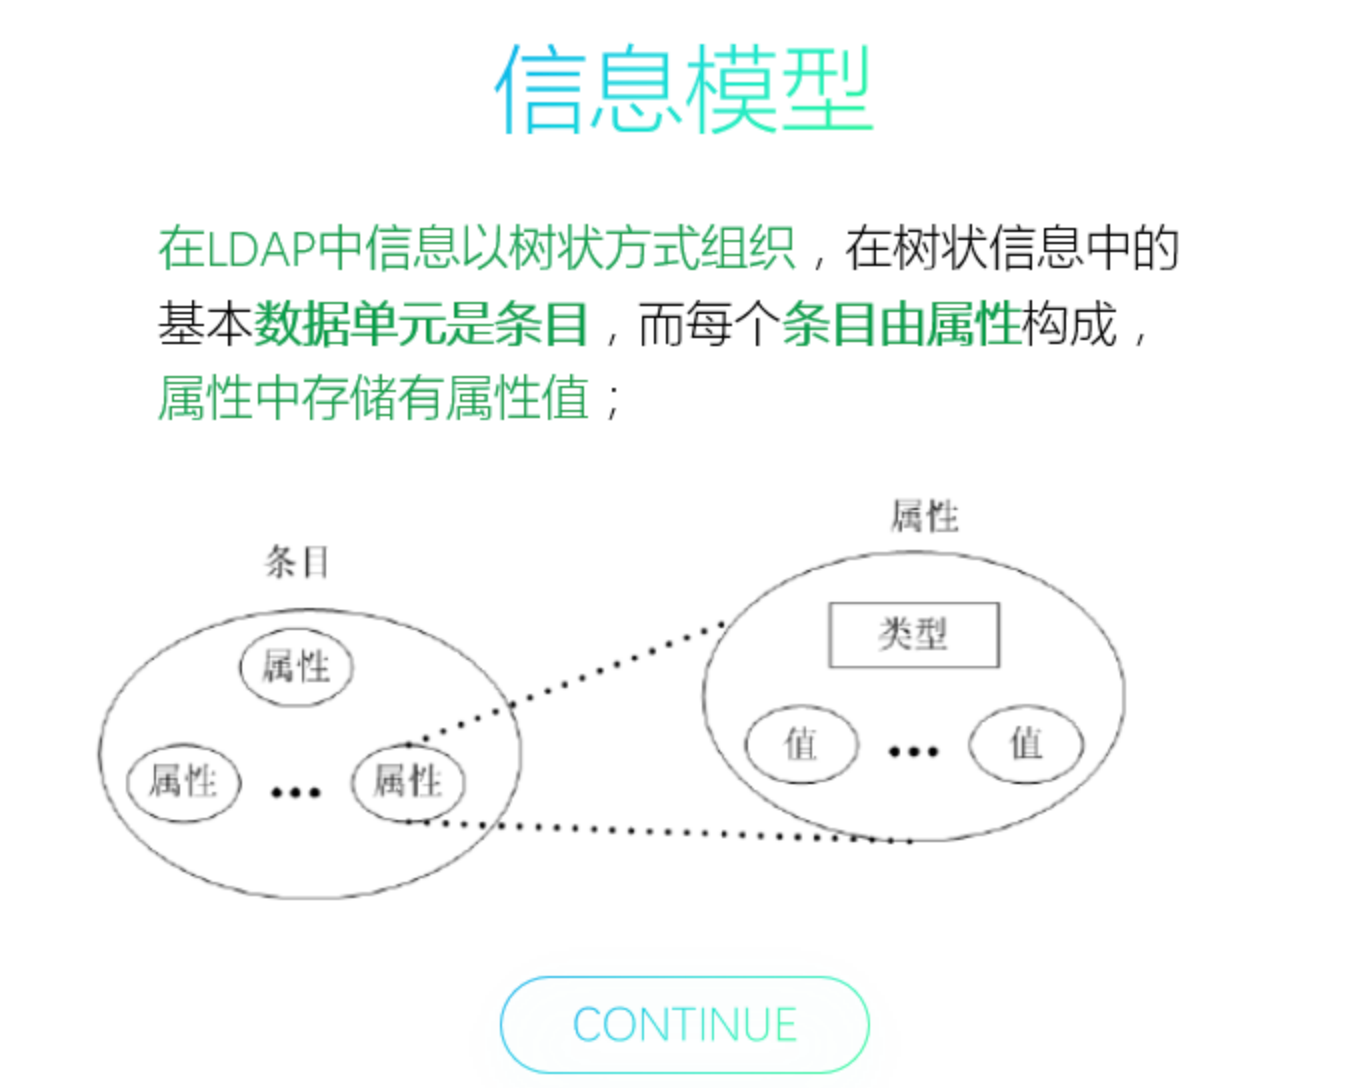 信息模型
在LDAP中信息以树状方式组织，在树状信息中的
基本数据单元是条目，而每个条目由属性构成，
属性中存储有属性值；
条目
属性
属性 ••• 属性
属性
类型
值 ••• 值
CONTINUE